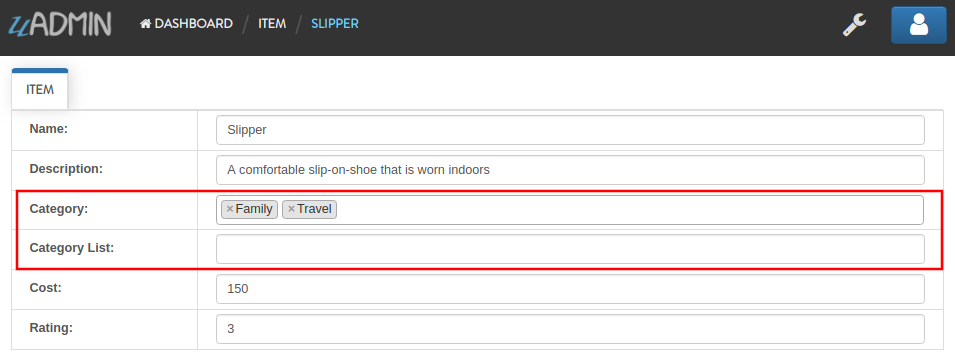 uADMIN DASHBOARD / ITEM / SLIPPER
ITEM
Name: Slipper
Description: A comfortable slip-on-shoe that is worn indoors
Category: ×Family ×Travel
Category List:
Cost: 150
Rating: 3